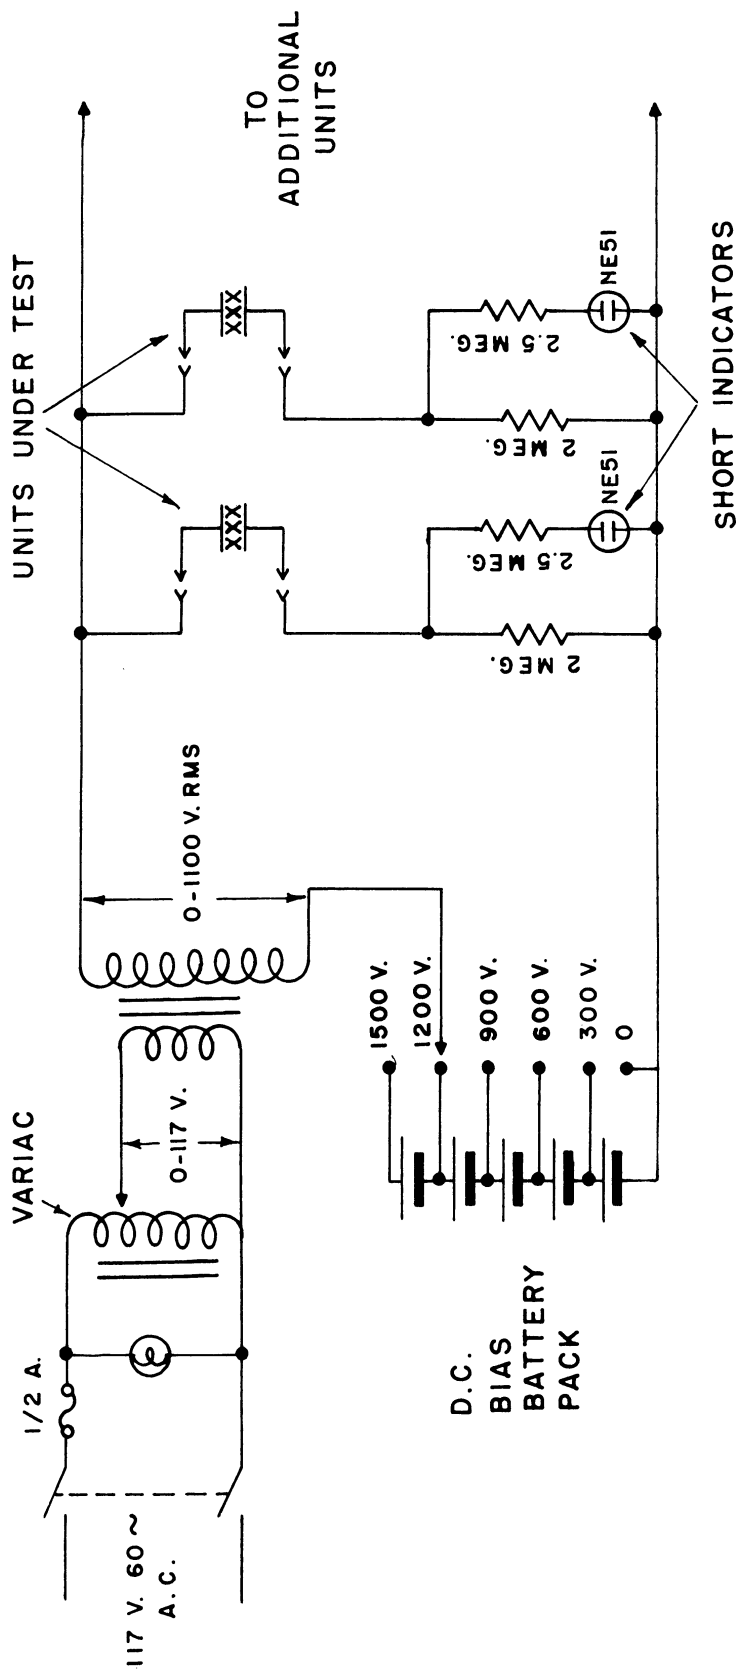 117 V. 60 ~
A.C.
1/2 A.
VARIAC
0-117 V.
0-1100 V. RMS
D.C.
BIAS
BATTERY
PACK
1500 V.
1200 V.
900 V.
600 V.
300 V.
0
UNITS UNDER TEST
XXX
XXX
2 MEG.
2.5 MEG.
NE51
2 MEG.
2.5 MEG.
NE51
SHORT INDICATORS
TO
ADDITIONAL
UNITS